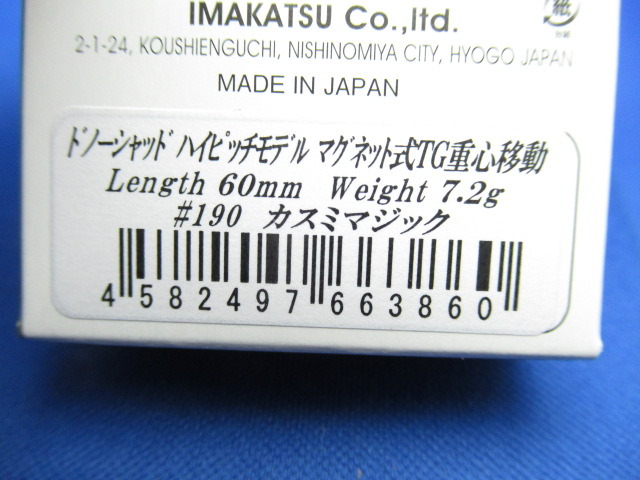 IMAKATSU Co.,ltd.
紙
2-1-24, KOUSHIENGUCHI, NISHINOMIYA CITY, HYOGO JAPAN
MADE IN JAPAN
ドノーシャッド ハイピッチモデル マグネット式TG重心移動
Length 60mm Weight 7.2g
#190 カスミマジック
4 582497 663860